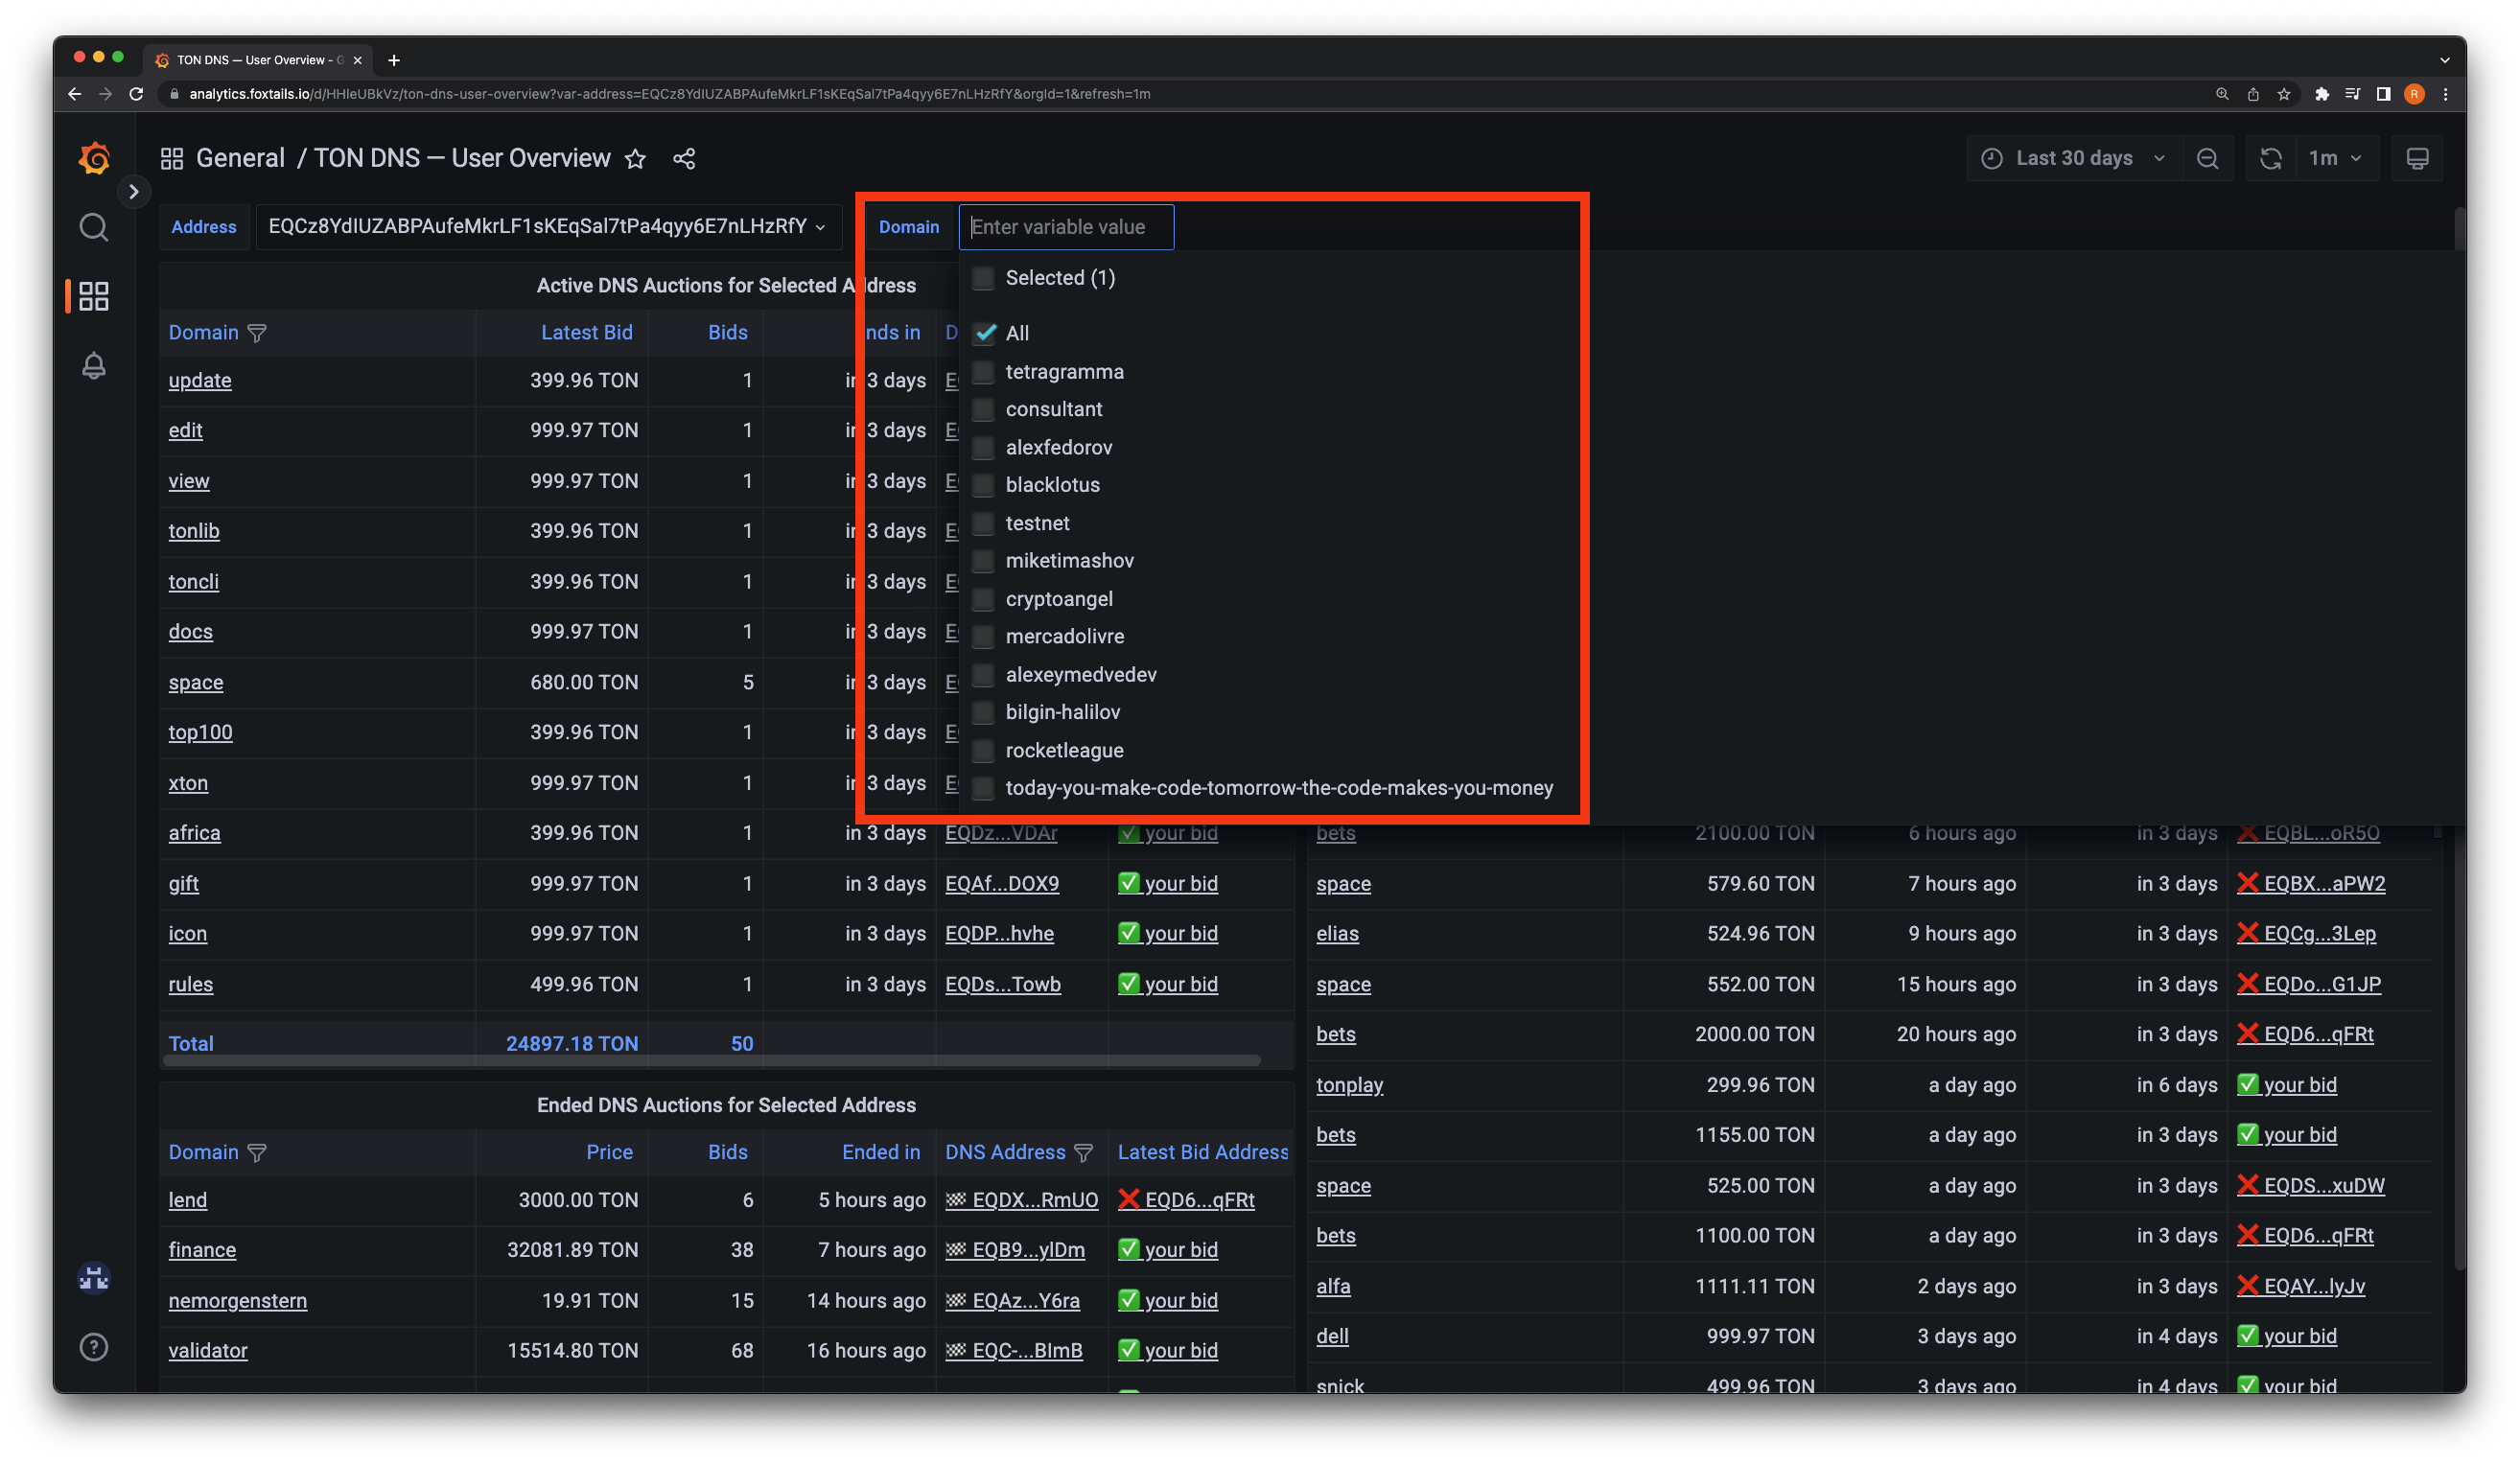 TON DNS — User Overview - G
analytics.foxtails.io/d/HHleUBkVz/ton-dns-user-overview?var-address=EQCz8YdIUZABPAufeMkrLF1sKEqSal7tPa4qyy6E7nLHzRfY&orgId=1&refresh=1m
R
General / TON DNS — User Overview
Last 30 days
1m
Address EQCz8YdIUZABPAufeMkrLF1sKEqSal7tPa4qyy6E7nLHzRfY
Domain Enter variable value
Selected (1)
All
tetragramma
consultant
alexfedorov
blacklotus
testnet
miketimashov
cryptoangel
mercadolivre
alexeymedvedev
bilgin-halilov
rocketleague
today-you-make-code-tomorrow-the-code-makes-you-money
Active DNS Auctions for Selected Address
Domain Latest Bid Bids nds in D
update 399.96 TON 1 in 3 days
edit 999.97 TON 1 in 3 days
view 999.97 TON 1 in 3 days
tonlib 399.96 TON 1 in 3 days
toncli 399.96 TON 1 in 3 days
docs 999.97 TON 1 in 3 days
space 680.00 TON 5 in 3 days
top100 399.96 TON 1 in 3 days
xton 999.97 TON 1 in 3 days
africa 399.96 TON 1 in 3 days EQDz...VDAr your bid
gift 999.97 TON 1 in 3 days EQAf...DOX9 your bid
icon 999.97 TON 1 in 3 days EQDP...hvhe your bid
rules 499.96 TON 1 in 3 days EQDs...Towb your bid
Total 24897.18 TON 50
Ended DNS Auctions for Selected Address
Domain Price Bids Ended in DNS Address Latest Bid Address
lend 3000.00 TON 6 5 hours ago EQDX...RmUO EQD6...qFRt
finance 32081.89 TON 38 7 hours ago EQB9...ylDm your bid
nemorgenstern 19.91 TON 15 14 hours ago EQAz...Y6ra your bid
validator 15514.80 TON 68 16 hours ago EQC-...BImB your bid
bets 2100.00 TON 6 hours ago in 3 days EQBL...oR5O
space 579.60 TON 7 hours ago in 3 days EQBX...aPW2
elias 524.96 TON 9 hours ago in 3 days EQCg...3Lep
space 552.00 TON 15 hours ago in 3 days EQDo...G1JP
bets 2000.00 TON 20 hours ago in 3 days EQD6...qFRt
tonplay 299.96 TON a day ago in 6 days your bid
bets 1155.00 TON a day ago in 3 days your bid
space 525.00 TON a day ago in 3 days EQDS...xuDW
bets 1100.00 TON a day ago in 3 days EQD6...qFRt
alfa 1111.11 TON 2 days ago in 3 days EQAY...lyJv
dell 999.97 TON 3 days ago in 4 days your bid
snick 499.96 TON 3 days ago in 4 days your bid